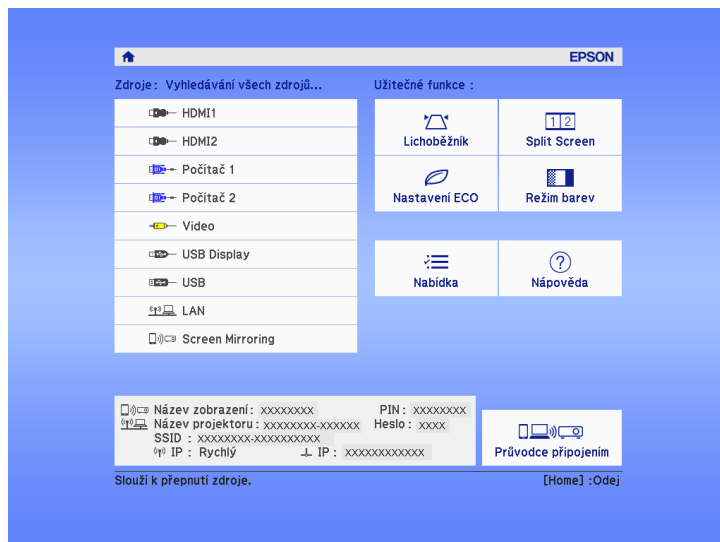 EPSON
Zdroje: Vyhledávání všech zdrojů...
HDMI1
HDMI2
Počítač 1
Počítač 2
Video
USB Display
USB
LAN
Screen Mirroring
Užitečné funkce :
Lichoběžník
1 2
Split Screen
Nastavení ECO
Režim barev
Nabídka
?
Nápověda
Název zobrazení: XXXXXXXX PIN: XXXXXXXX
Název projektoru: XXXXXXXX-XXXXXX Heslo: XXXX
SSID : XXXXXXXX-XXXXXXXXXX
IP : Rychlý IP: XXXXXXXXXXXX
Průvodce připojením
Slouží k přepnutí zdroje. [Home] :Odej